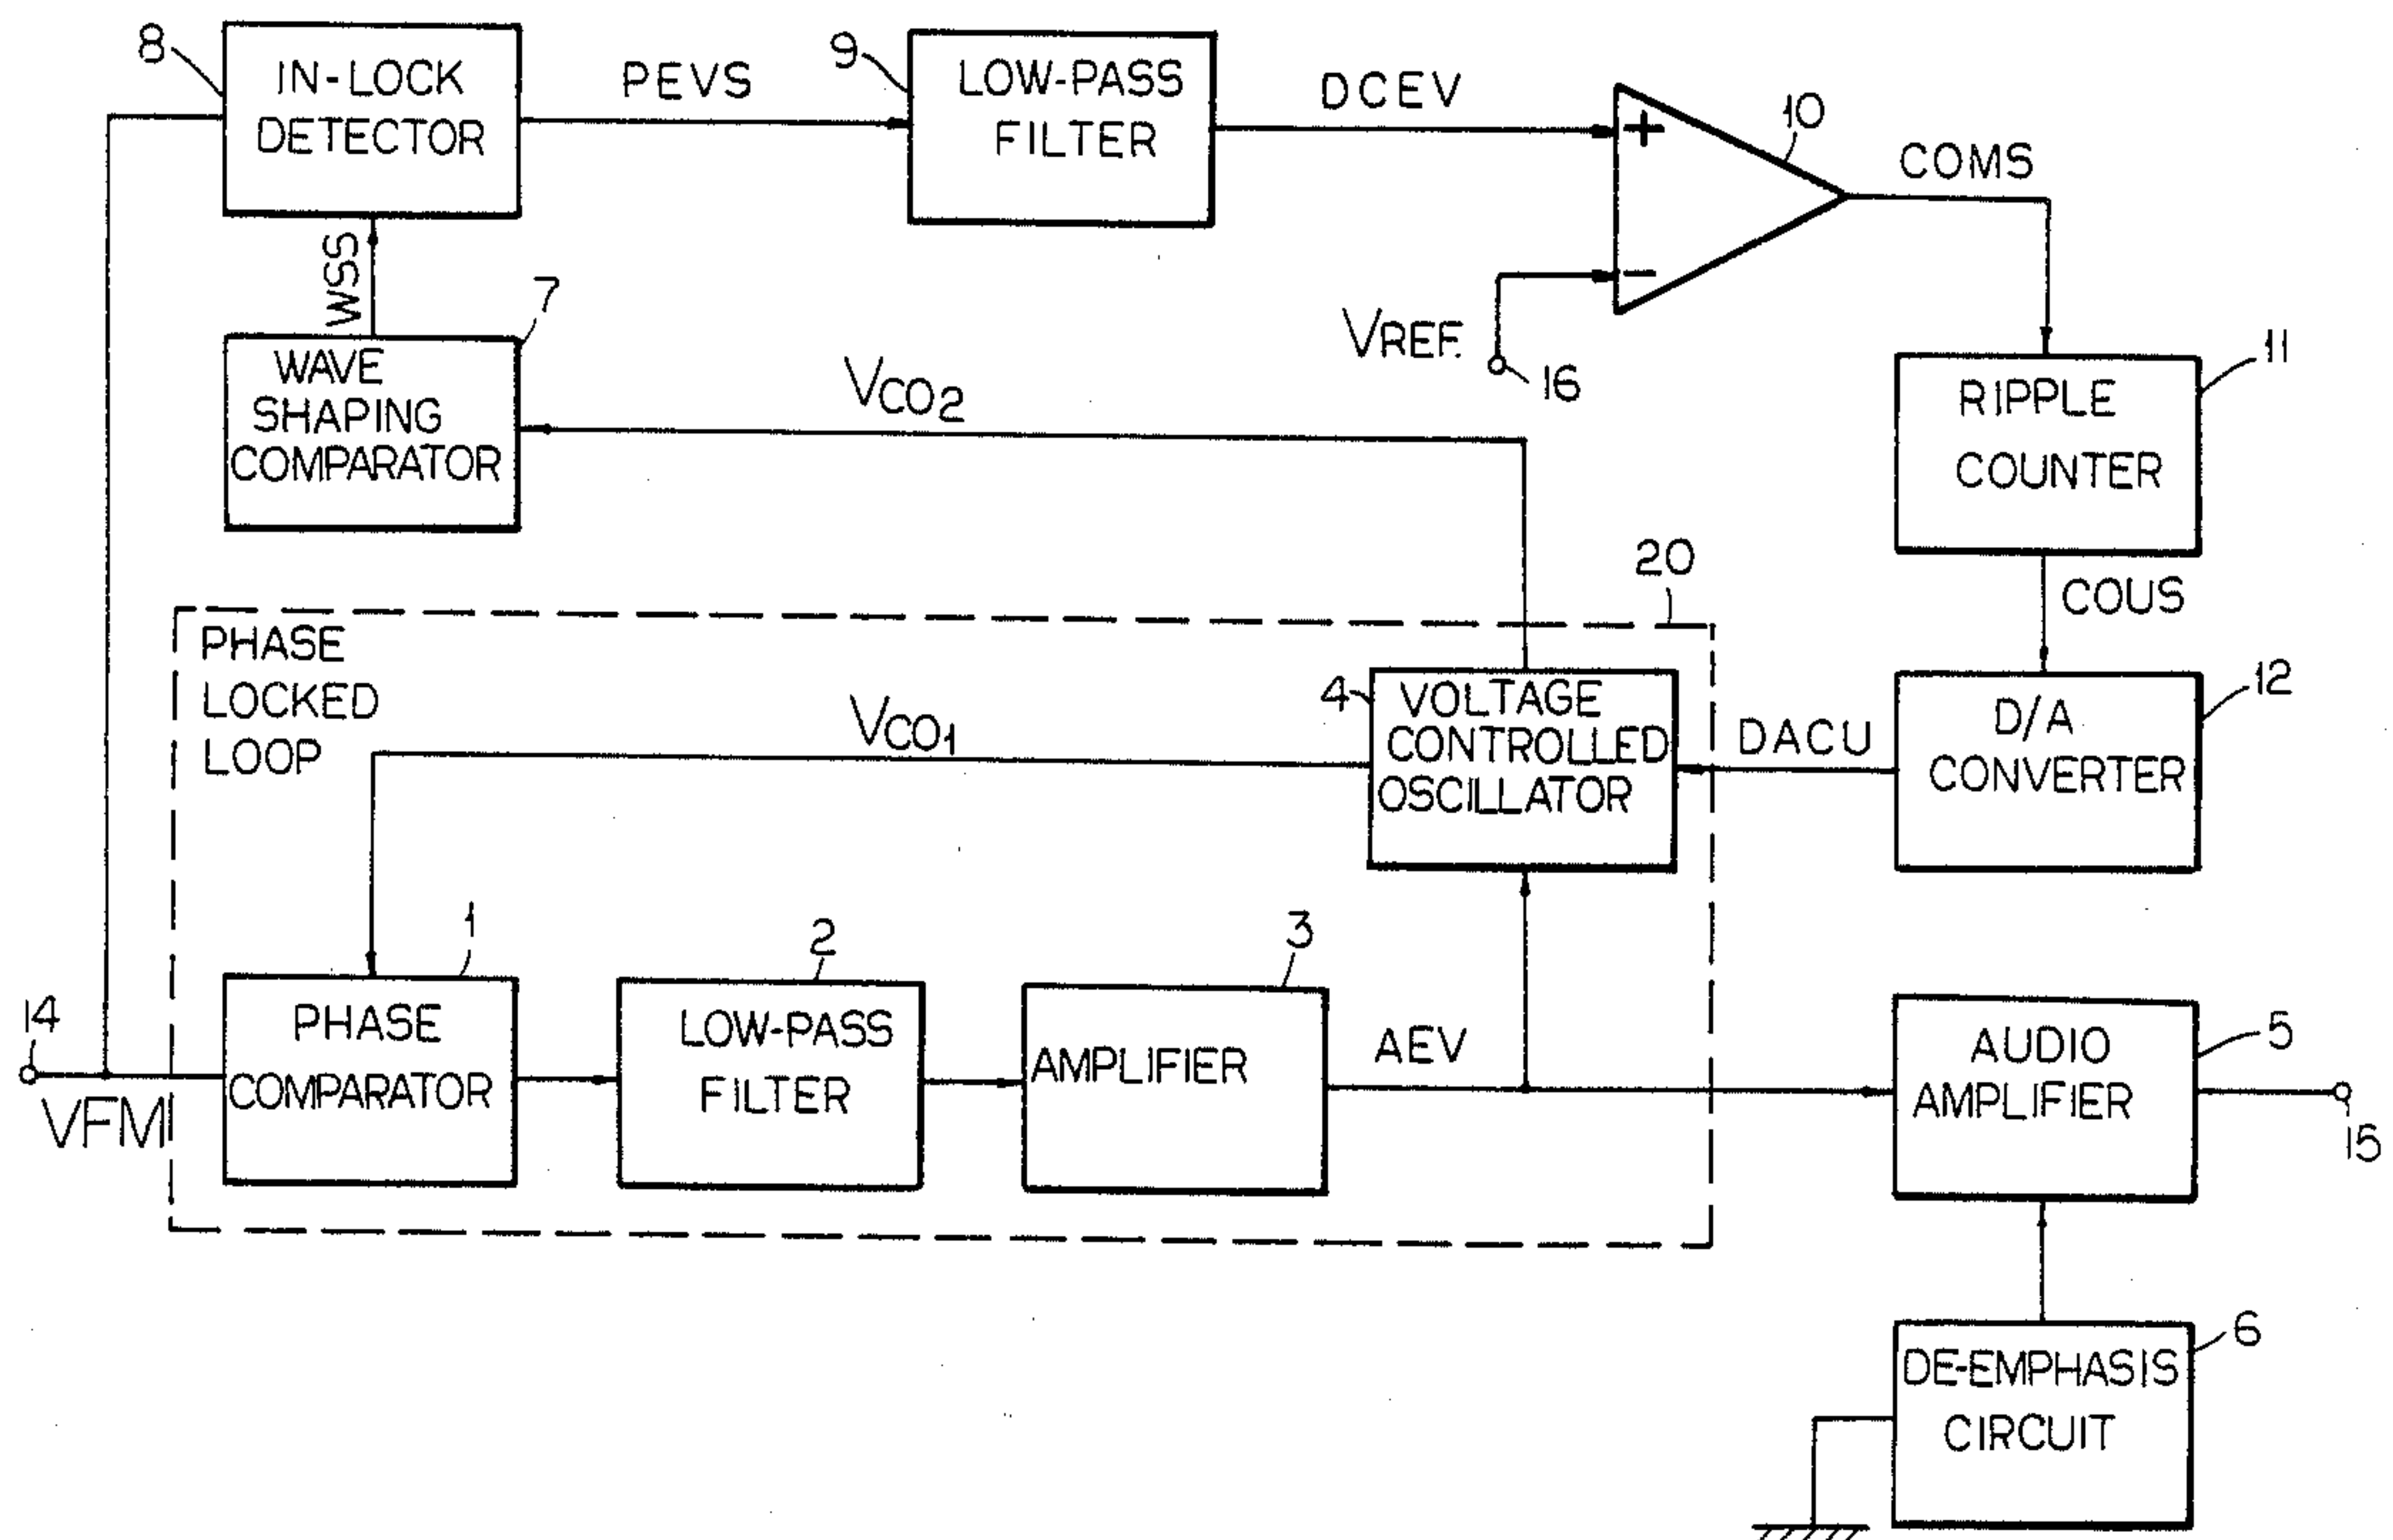 8
IN-LOCK
DETECTOR
PEVS
9
LOW-PASS
FILTER
DCEV
+
−
10
COMS
WSS
7
WAVE
SHAPING
COMPARATOR
VCO2
VREF.
16
11
RIPPLE
COUNTER
COUS
20
PHASE
LOCKED
LOOP
VCO1
4
VOLTAGE
CONTROLLED
OSCILLATOR
DACU
12
D/A
CONVERTER
14
VFM
1
PHASE
COMPARATOR
2
LOW-PASS
FILTER
3
AMPLIFIER
AEV
5
AUDIO
AMPLIFIER
15
6
DE-EMPHASIS
CIRCUIT